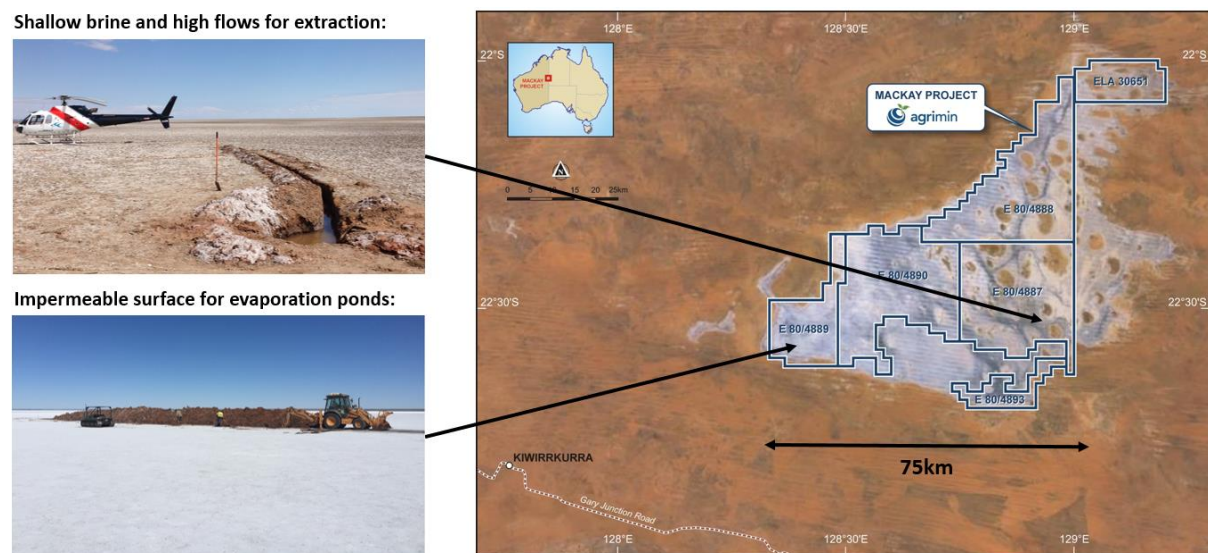 Shallow brine and high flows for extraction:
Impermeable surface for evaporation ponds:
128°E
128°30'E
129°E
22°S
22°S
MACKAY
PROJECT
ELA 30651
MACKAY PROJECT
agrimin
0 5 10 15 20 25km
E 80/4888
E 80/4890
E 80/4887
22°30'S
22°30'S
E 80/4889
E 80/4893
75km
KIWIRRKURRA
Gary Junction Road
128°E
128°30'E
129°E